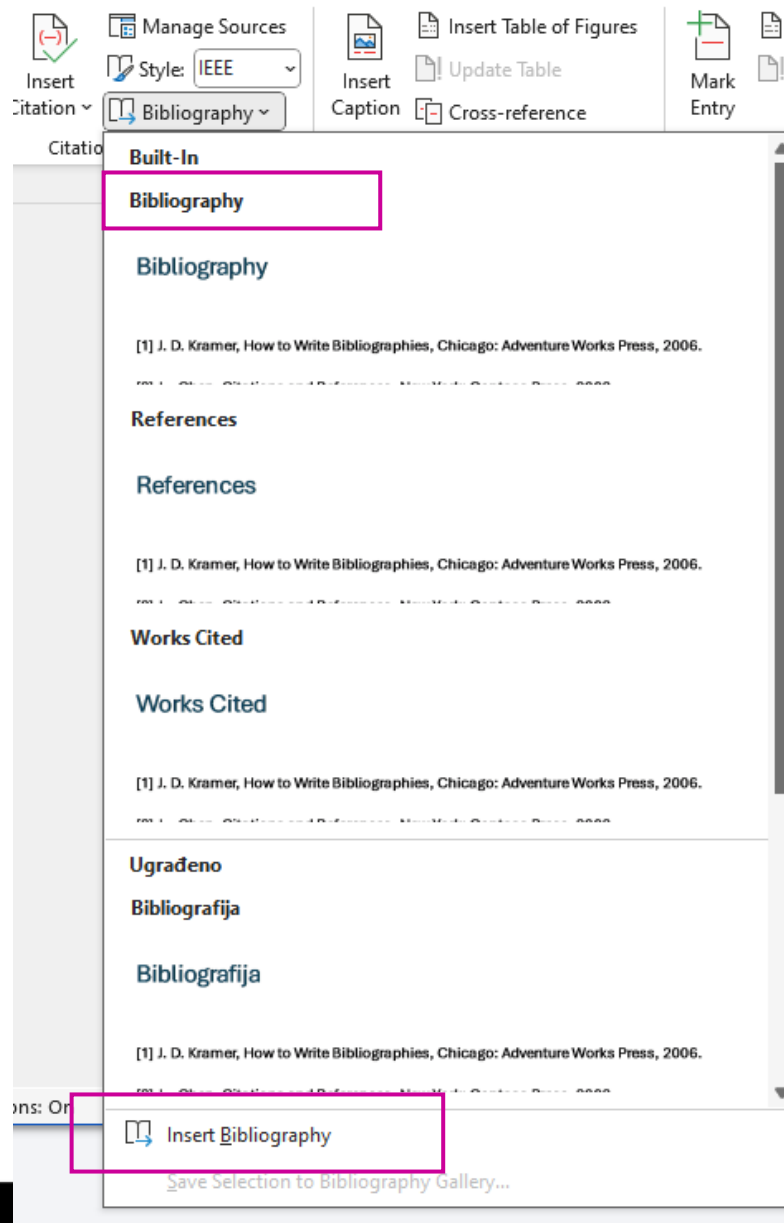 Manage Sources
Insert Table of Figures
Style: IEEE
Update Table
Insert
Citation
Insert
Caption
Mark
Entry
Bibliography
Cross-reference
Citatio
Built-In
Bibliography
Bibliography
[1] J. D. Kramer, How to Write Bibliographies, Chicago: Adventure Works Press, 2006.
References
References
[1] J. D. Kramer, How to Write Bibliographies, Chicago: Adventure Works Press, 2006.
Works Cited
Works Cited
[1] J. D. Kramer, How to Write Bibliographies, Chicago: Adventure Works Press, 2006.
Ugrađeno
Bibliografija
Bibliografija
[1] J. D. Kramer, How to Write Bibliographies, Chicago: Adventure Works Press, 2006.
ons: On
Insert Bibliography
Save Selection to Bibliography Gallery...